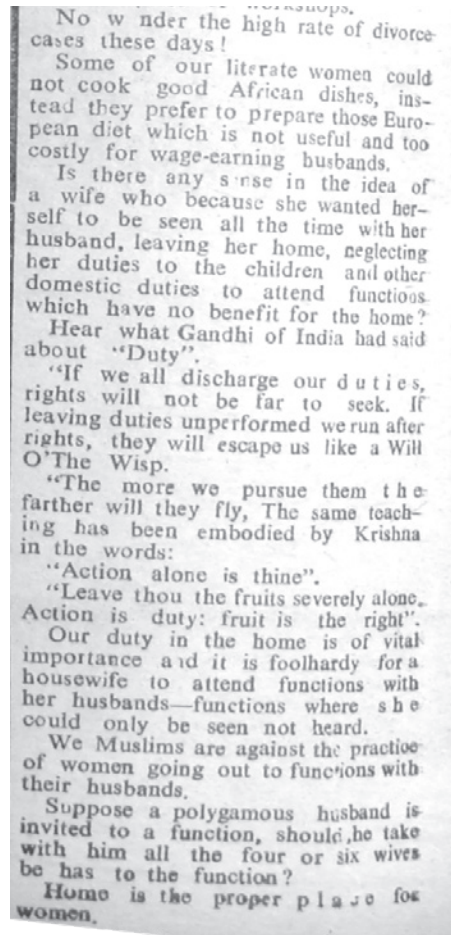 workshops.
No w nder the high rate of divorce
cases these days!
Some of our literate women could
not cook good African dishes, ins-
tead they prefer to prepare those Euro-
pean diet which is not useful and too
costly for wage-earning husbands.
Is there any s nse in the idea of
a wife who because she wanted her-
self to be seen all the time with her
husband, leaving her home, neglecting
her duties to the children and other
domestic duties to attend functions
which have no benefit for the home?
Hear what Gandhi of India had said
about "Duty".
"If we all discharge our duties,
rights will not be far to seek. If
leaving duties unperformed we run after
rights, they will escape us like a Will
O'The Wisp.
"The more we pursue them the
farther will they fly, The same teach-
ing has been embodied by Krishna
in the words:
"Action alone is thine".
"Leave thou the fruits severely alone.
Action is duty: fruit is the right".
Our duty in the home is of vital
importance and it is foolhardy for a
housewife to attend functions with
her husbands—functions where she
could only be seen not heard.
We Muslims are against the practice
of women going out to functions with
their husbands.
Suppose a polygamous husband is
invited to a function, should,he take
with him all the four or six wives
be has to the function?
Home is the proper place for
women.